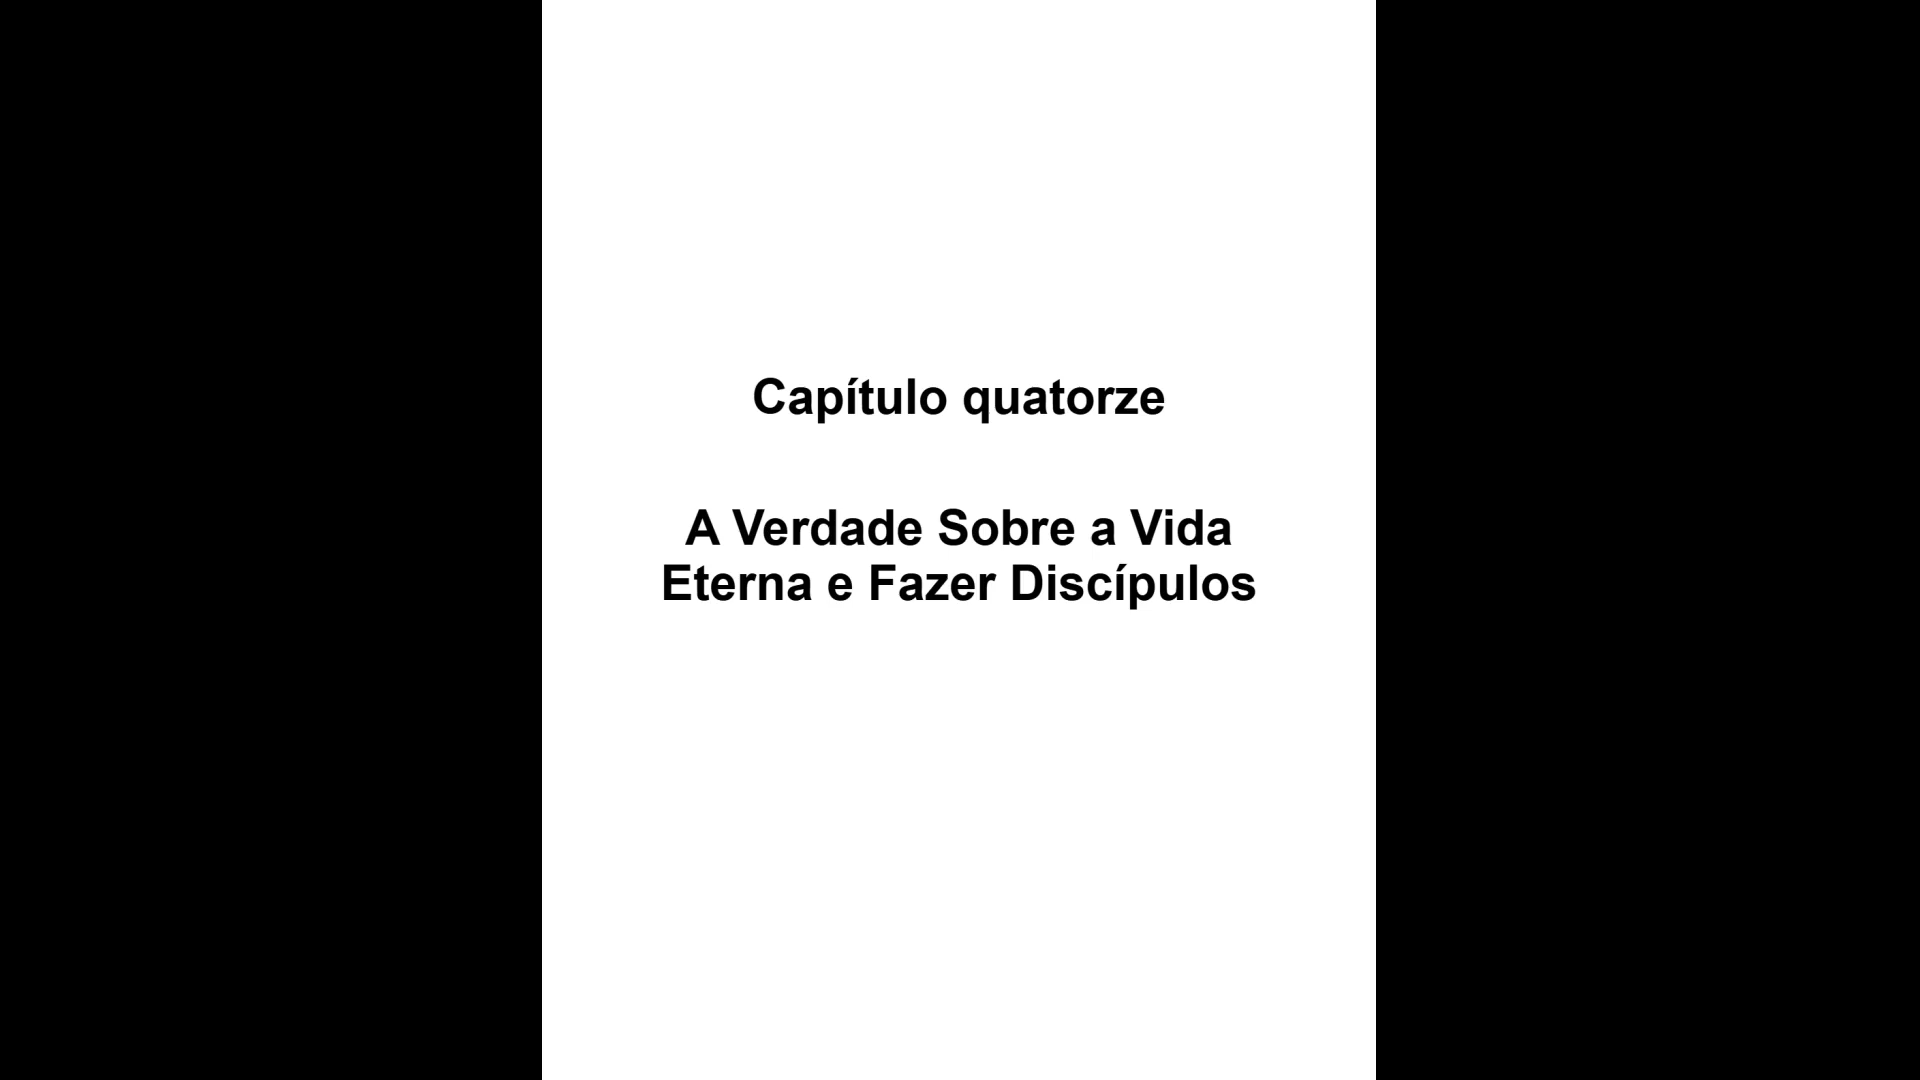 Capítulo quatorze
A Verdade Sobre a Vida
Eterna e Fazer Discípulos